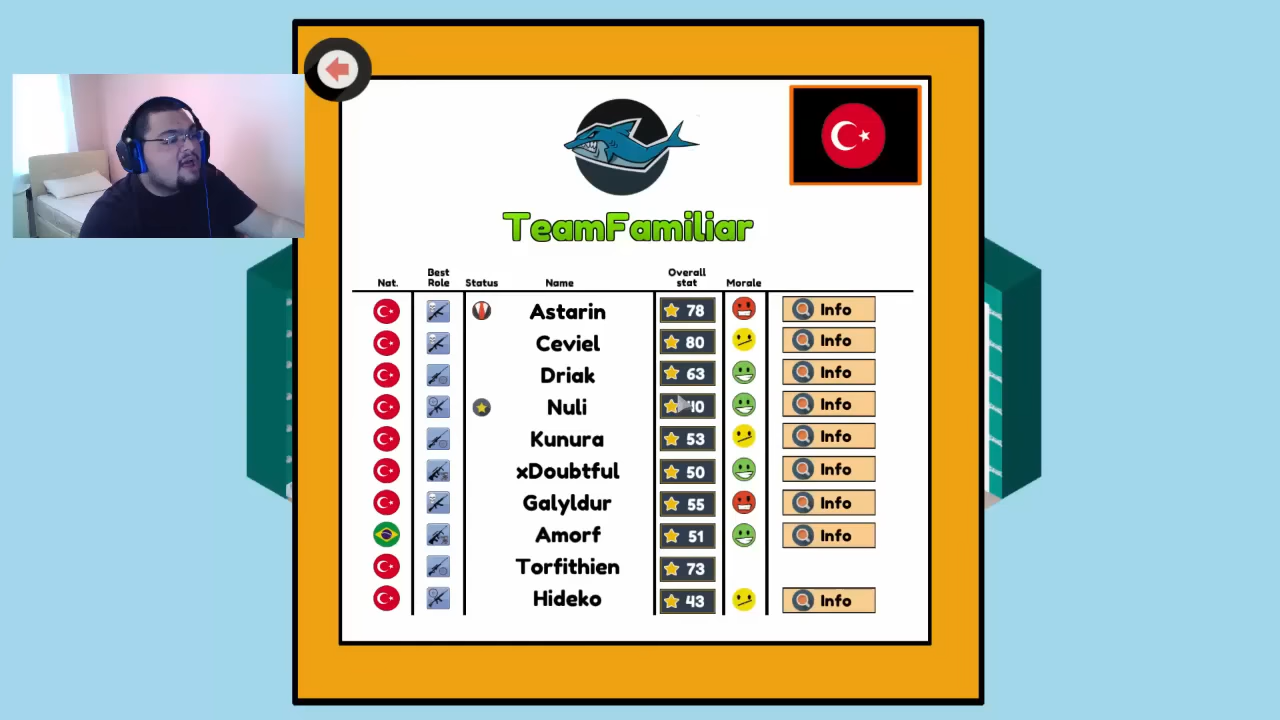 TeamFamiliar
Nat. Best Role Status Name Overall stat Morale
Astarin 78 Info
Ceviel 80 Info
Driak 63 Info
Nuli Info
Kunura 53 Info
xDoubtful 50 Info
Galyldur 55 Info
Amorf 51 Info
Torfithien 73
Hideko 43 Info